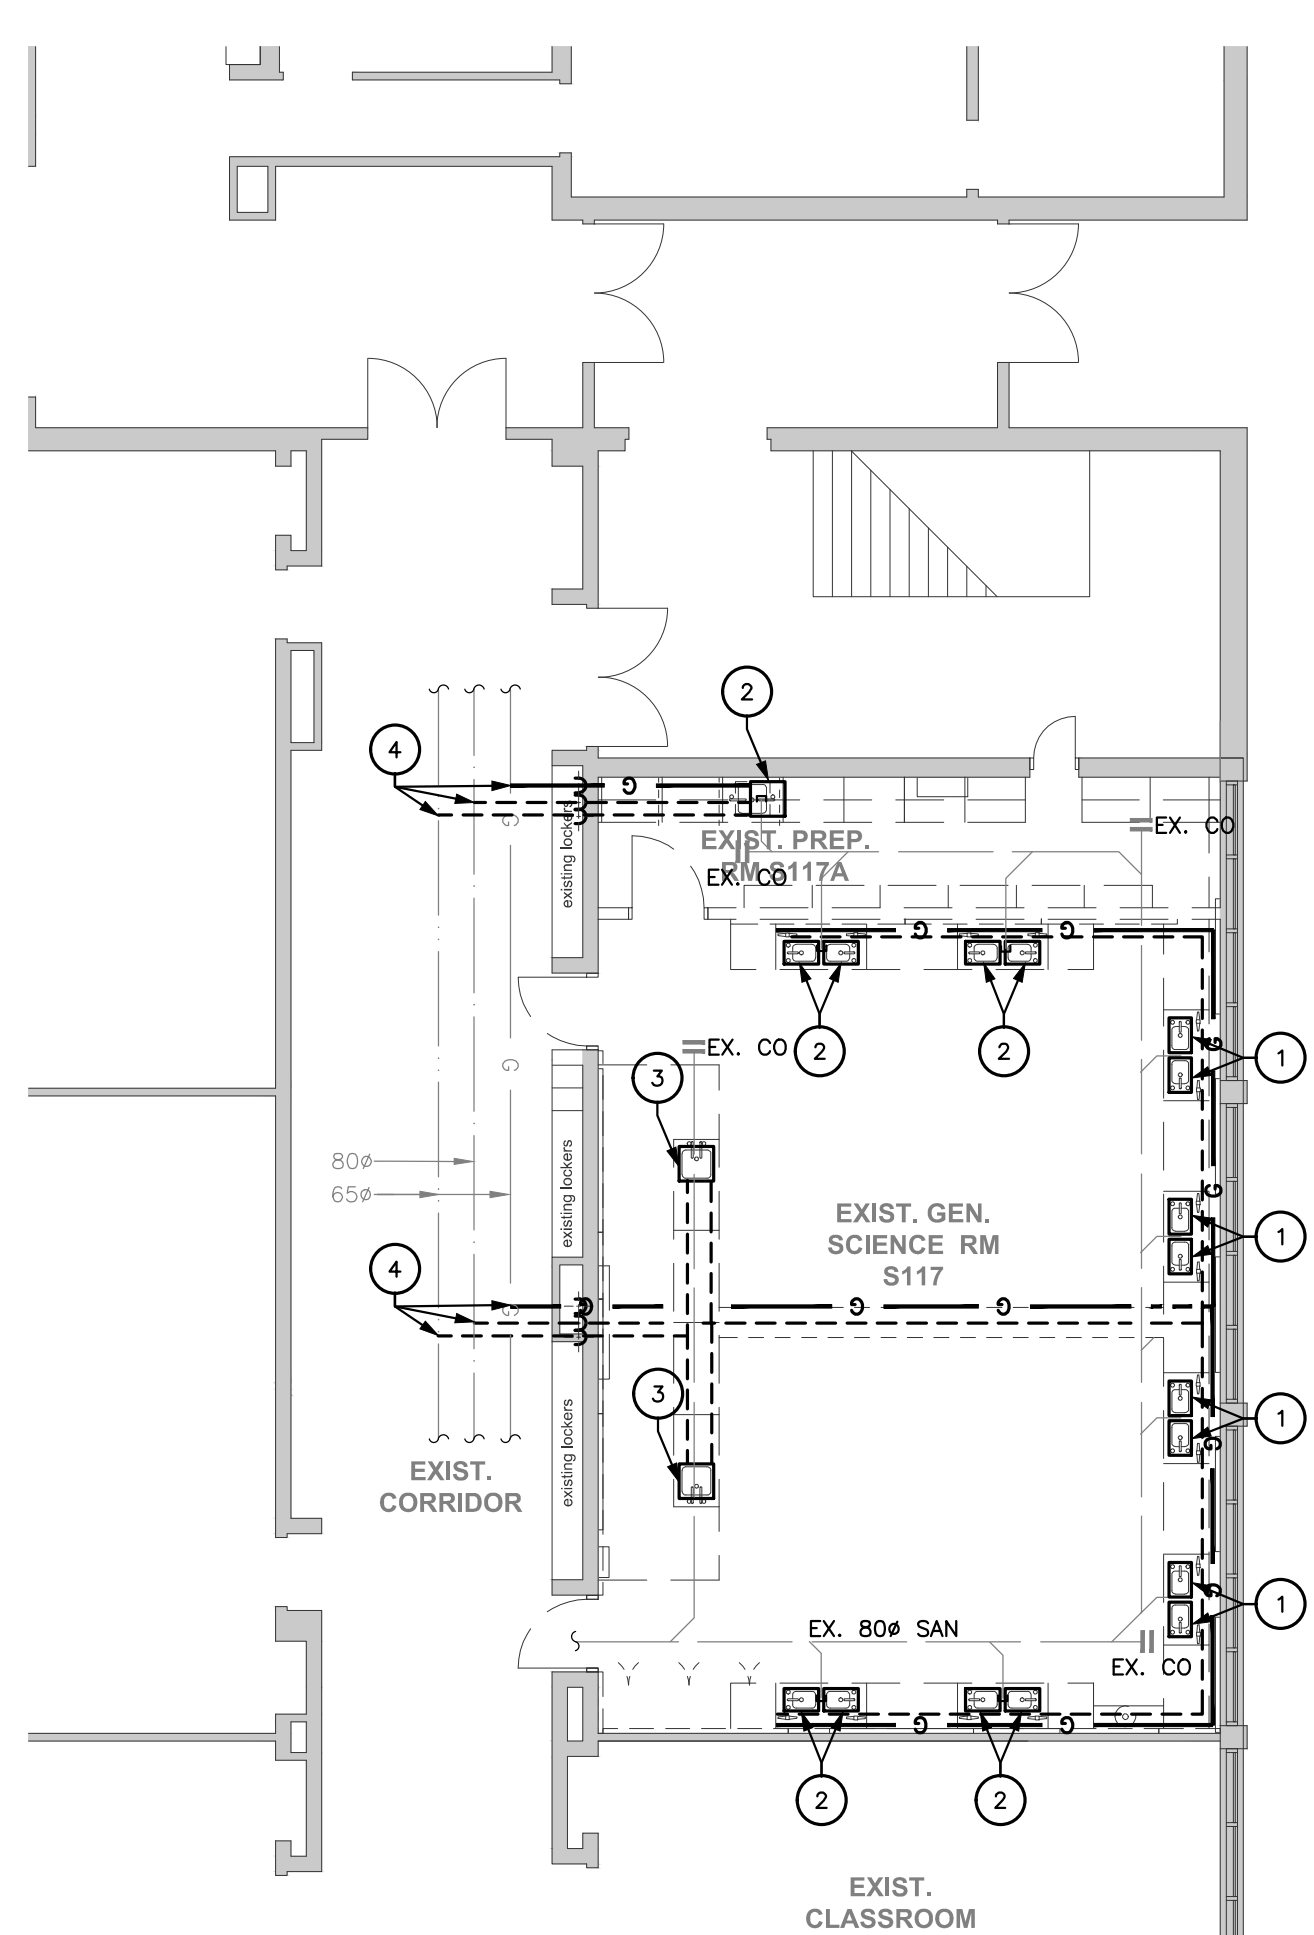 2
4
G
G
existing lockers
EXIST. PREP.
RM S117A
EX. CO
EX. CO
G
G
2
2
EX. CO
G
1
G
3
existing lockers
80ø
65ø
G
1
EXIST. GEN.
SCIENCE RM
S117
4
G
G
G
G
3
existing lockers
1
G
EXIST.
CORRIDOR
G
1
EX. 80ø SAN
EX. CO
G
G
2
2
EXIST.
CLASSROOM